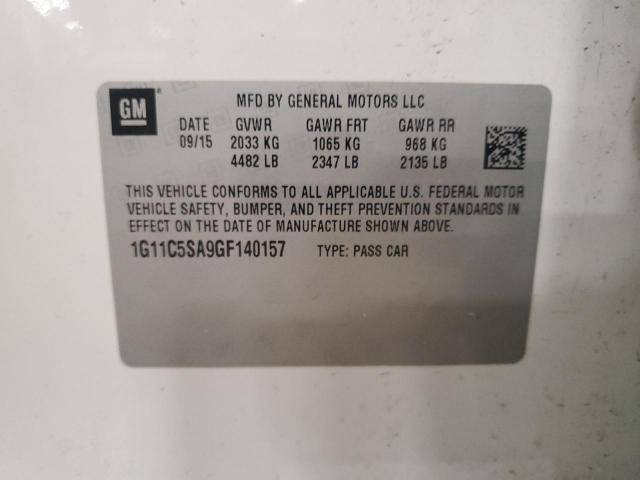 GM
MFD BY GENERAL MOTORS LLC
DATE GVWR GAWR FRT GAWR RR
09/15 2033 KG 1065 KG 968 KG
4482 LB 2347 LB 2135 LB
THIS VEHICLE CONFORMS TO ALL APPLICABLE U.S. FEDERAL MOTOR
VEHICLE SAFETY, BUMPER, AND THEFT PREVENTION STANDARDS IN
EFFECT ON THE DATE OF MANUFACTURE SHOWN ABOVE.
1G11C5SA9GF140157 TYPE: PASS CAR